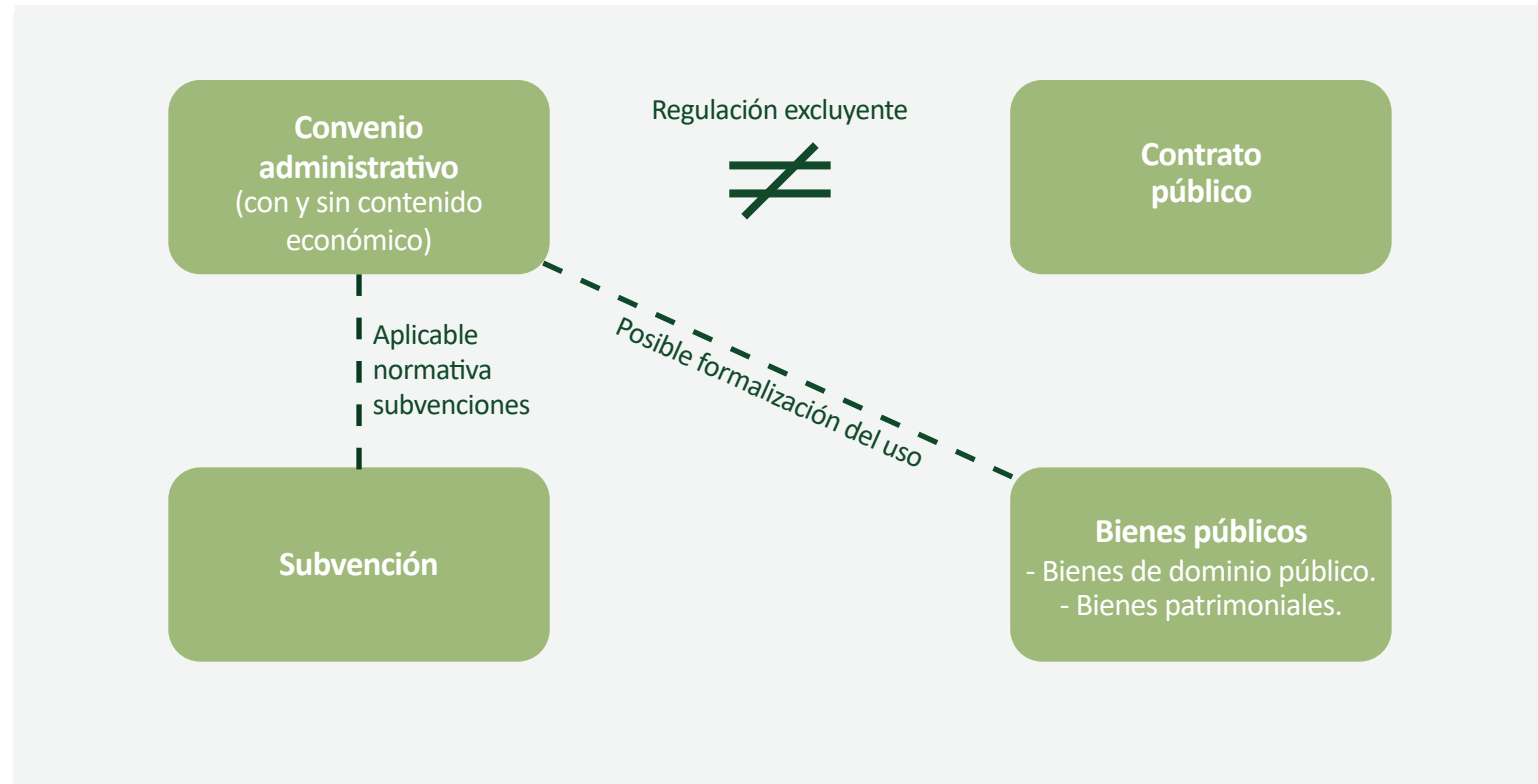 Convenio
administrativo
(con y sin contenido
económico)
Regulación excluyente
≠
Contrato
público
Aplicable
normativa
subvenciones
Posible formalización del uso
Subvención
Bienes públicos
- Bienes de dominio público.
- Bienes patrimoniales.